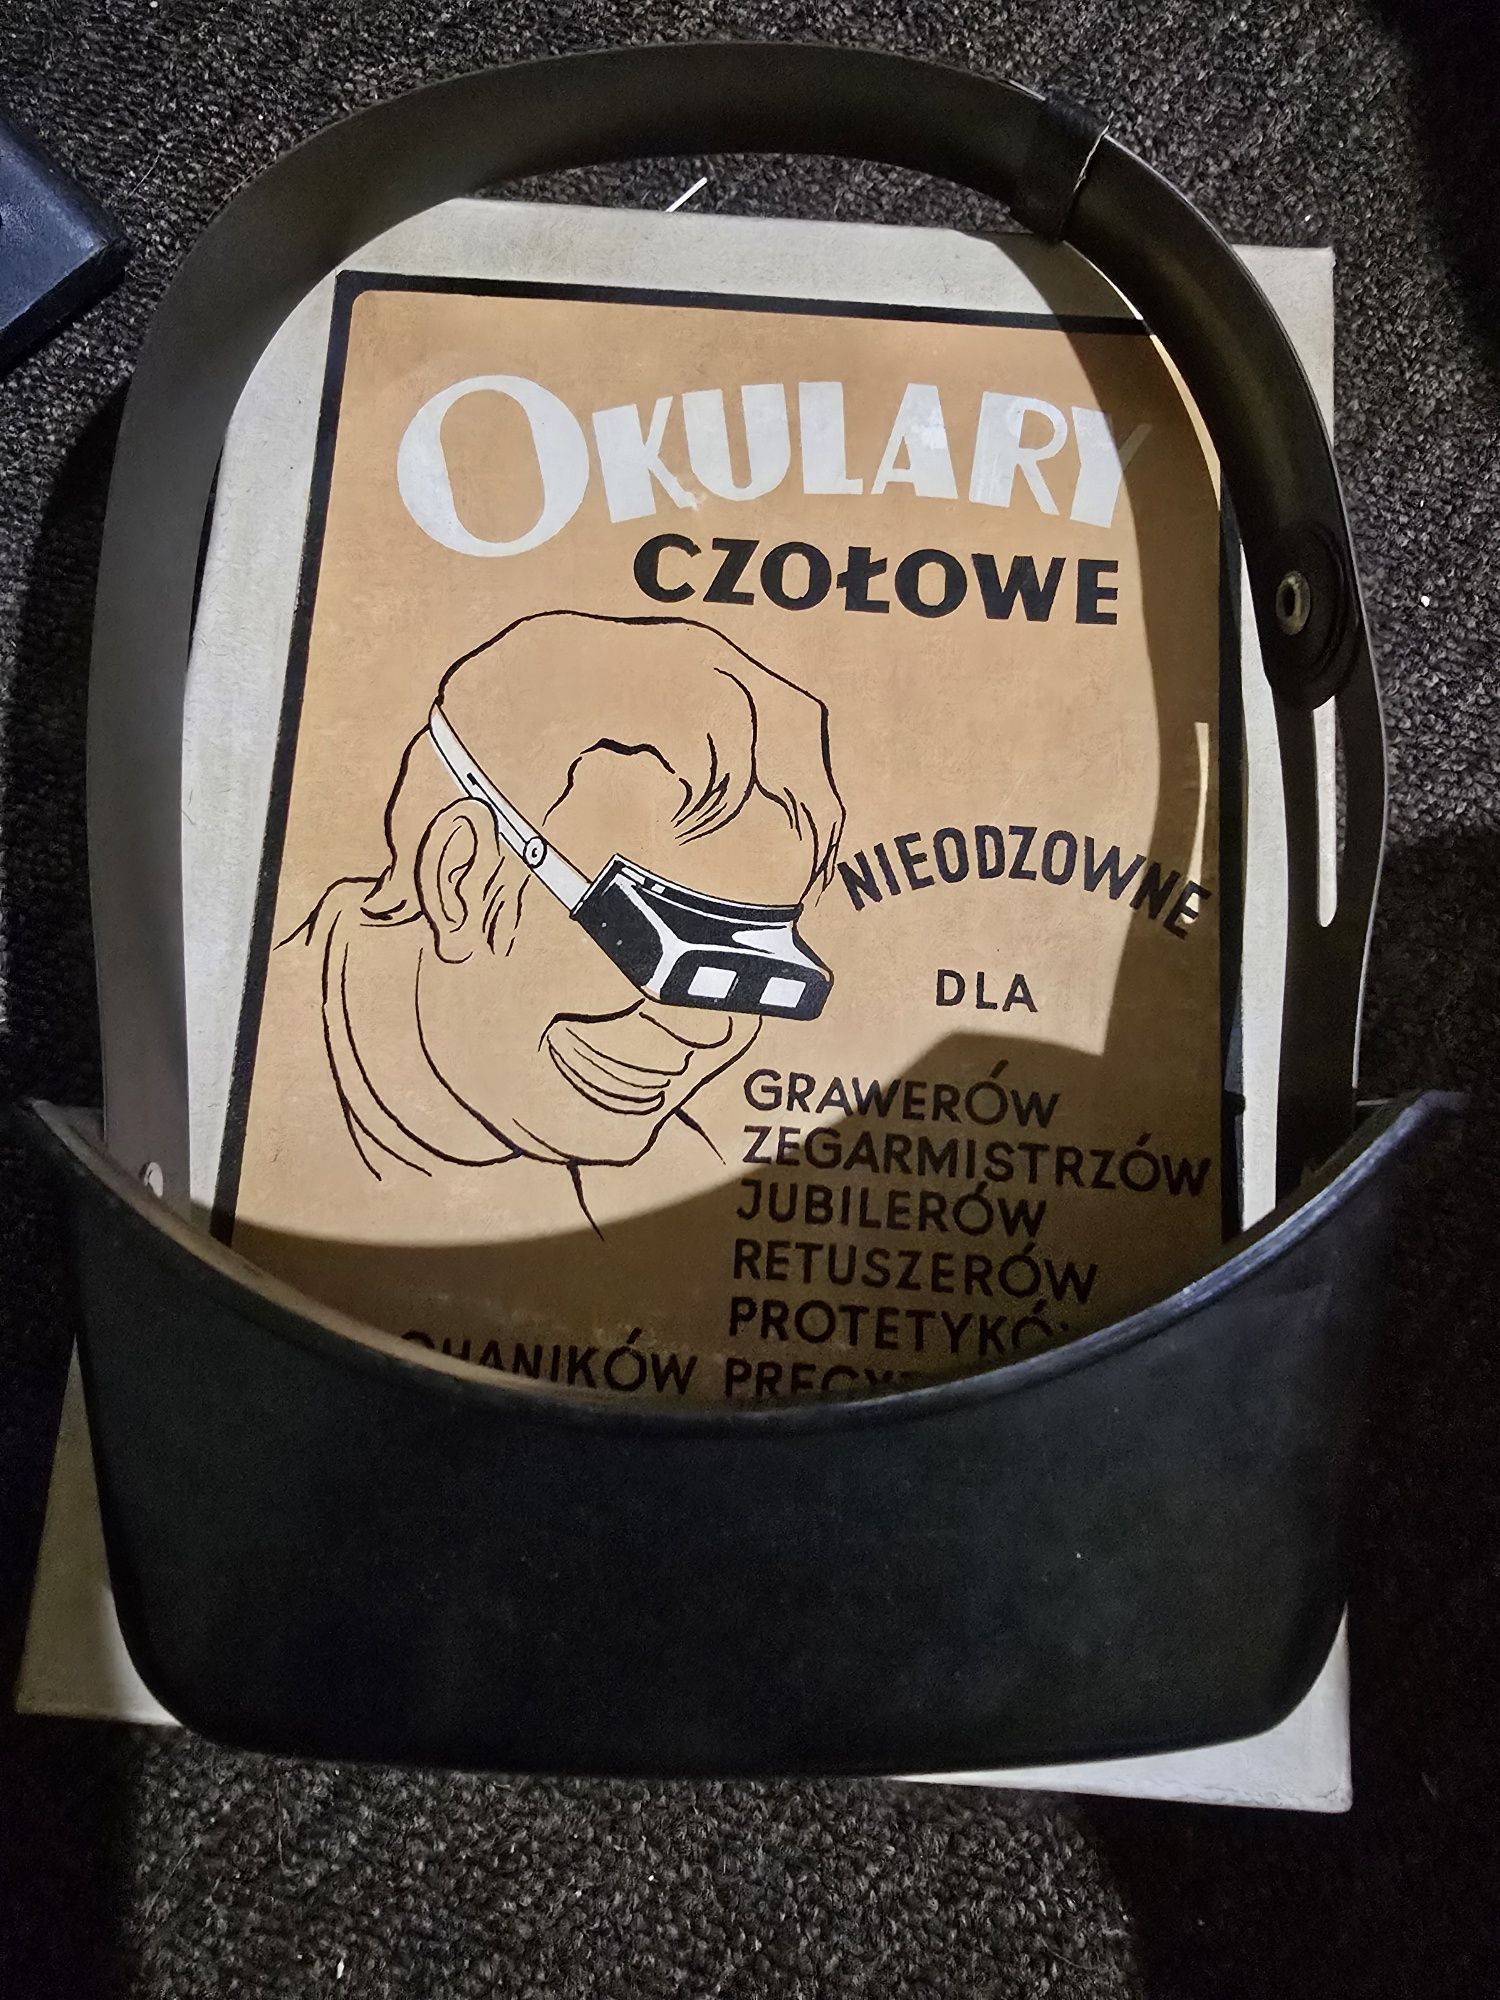 OKULARY
CZOŁOWE
NIEODZOWNE
DLA
GRAWERÓW
ZEGARMISTRZÓW
JUBILERÓW
RETUSZERÓW